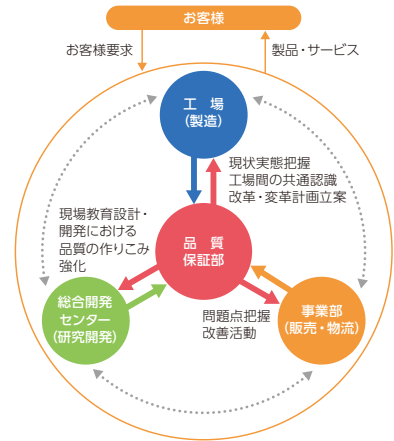 お客様
お客様要求
製品・サービス
工　場
(製造)
現状実態把握
工場間の共通認識
改革・変革計画立案
現場教育設計・
開発における
品質の作りこみ
強化
品　質
保証部
総合開発
センター
(研究開発)
事業部
(販売・物流)
問題点把握
改善活動